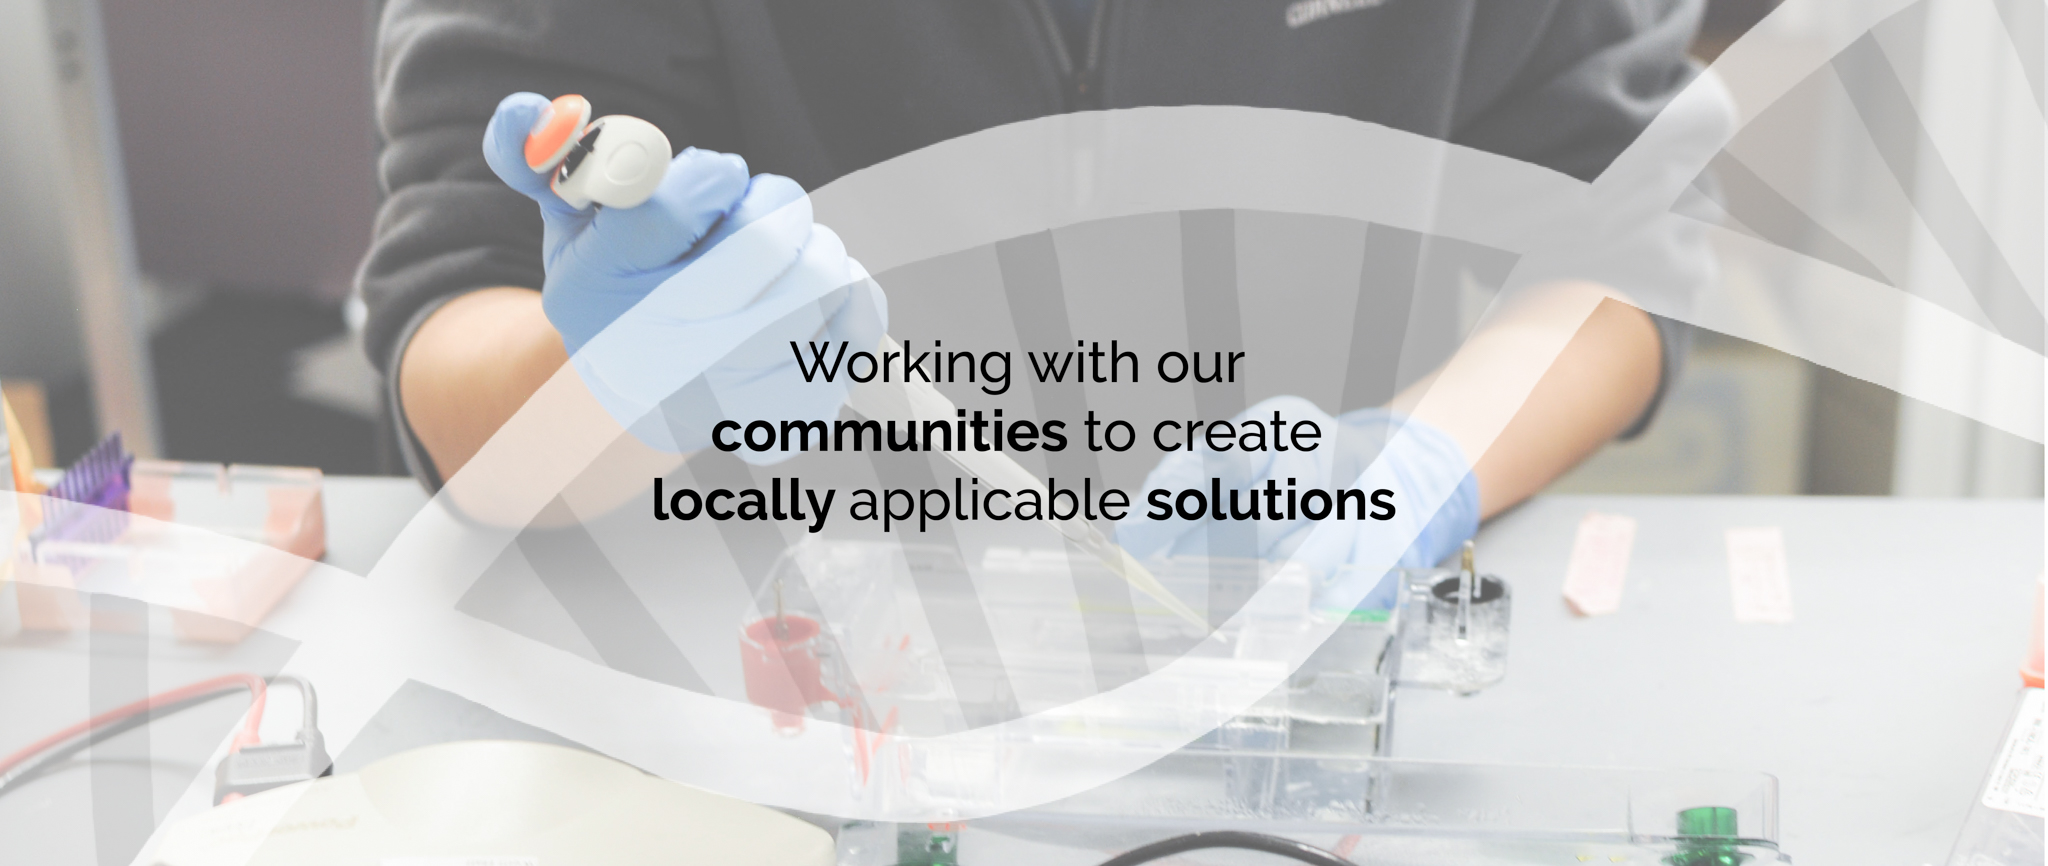 Working with our
communities to create
locally applicable solutions